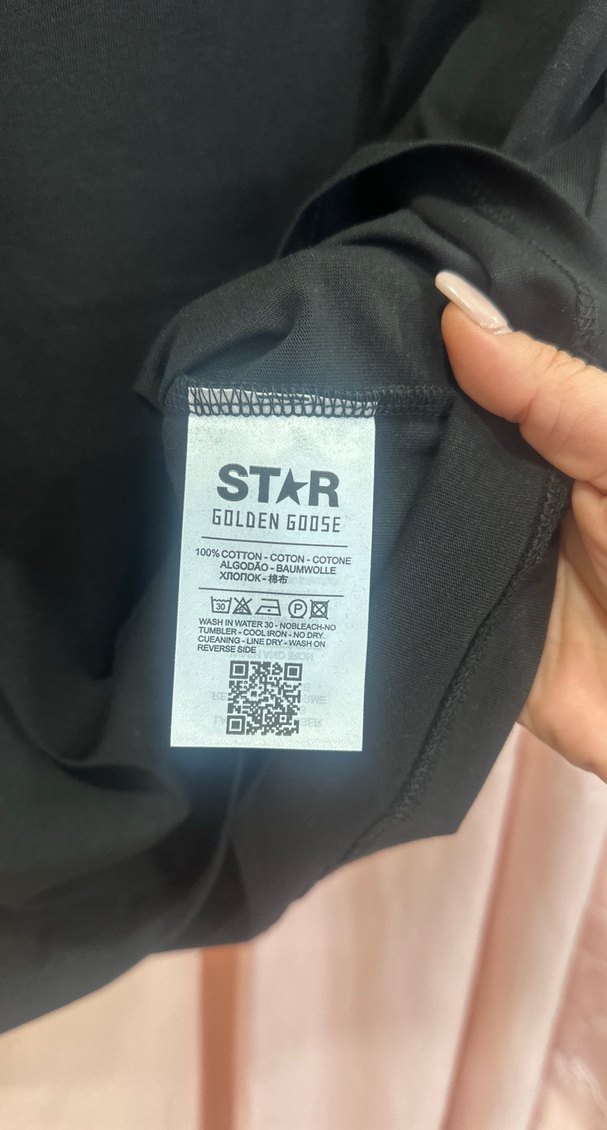 ST★R
GOLDEN GOOSE
100% COTTON - COTON - COTONE
ALGODÃO - BAUMWOLLE
ХЛОПОК - 棉布
30 P
WASH IN WATER 30 - NOBLEACH-NO
TUMBLER - COOL IRON - NO DRY
CUEANING - LINE DRY - WASH ON
REVERSE SIDE